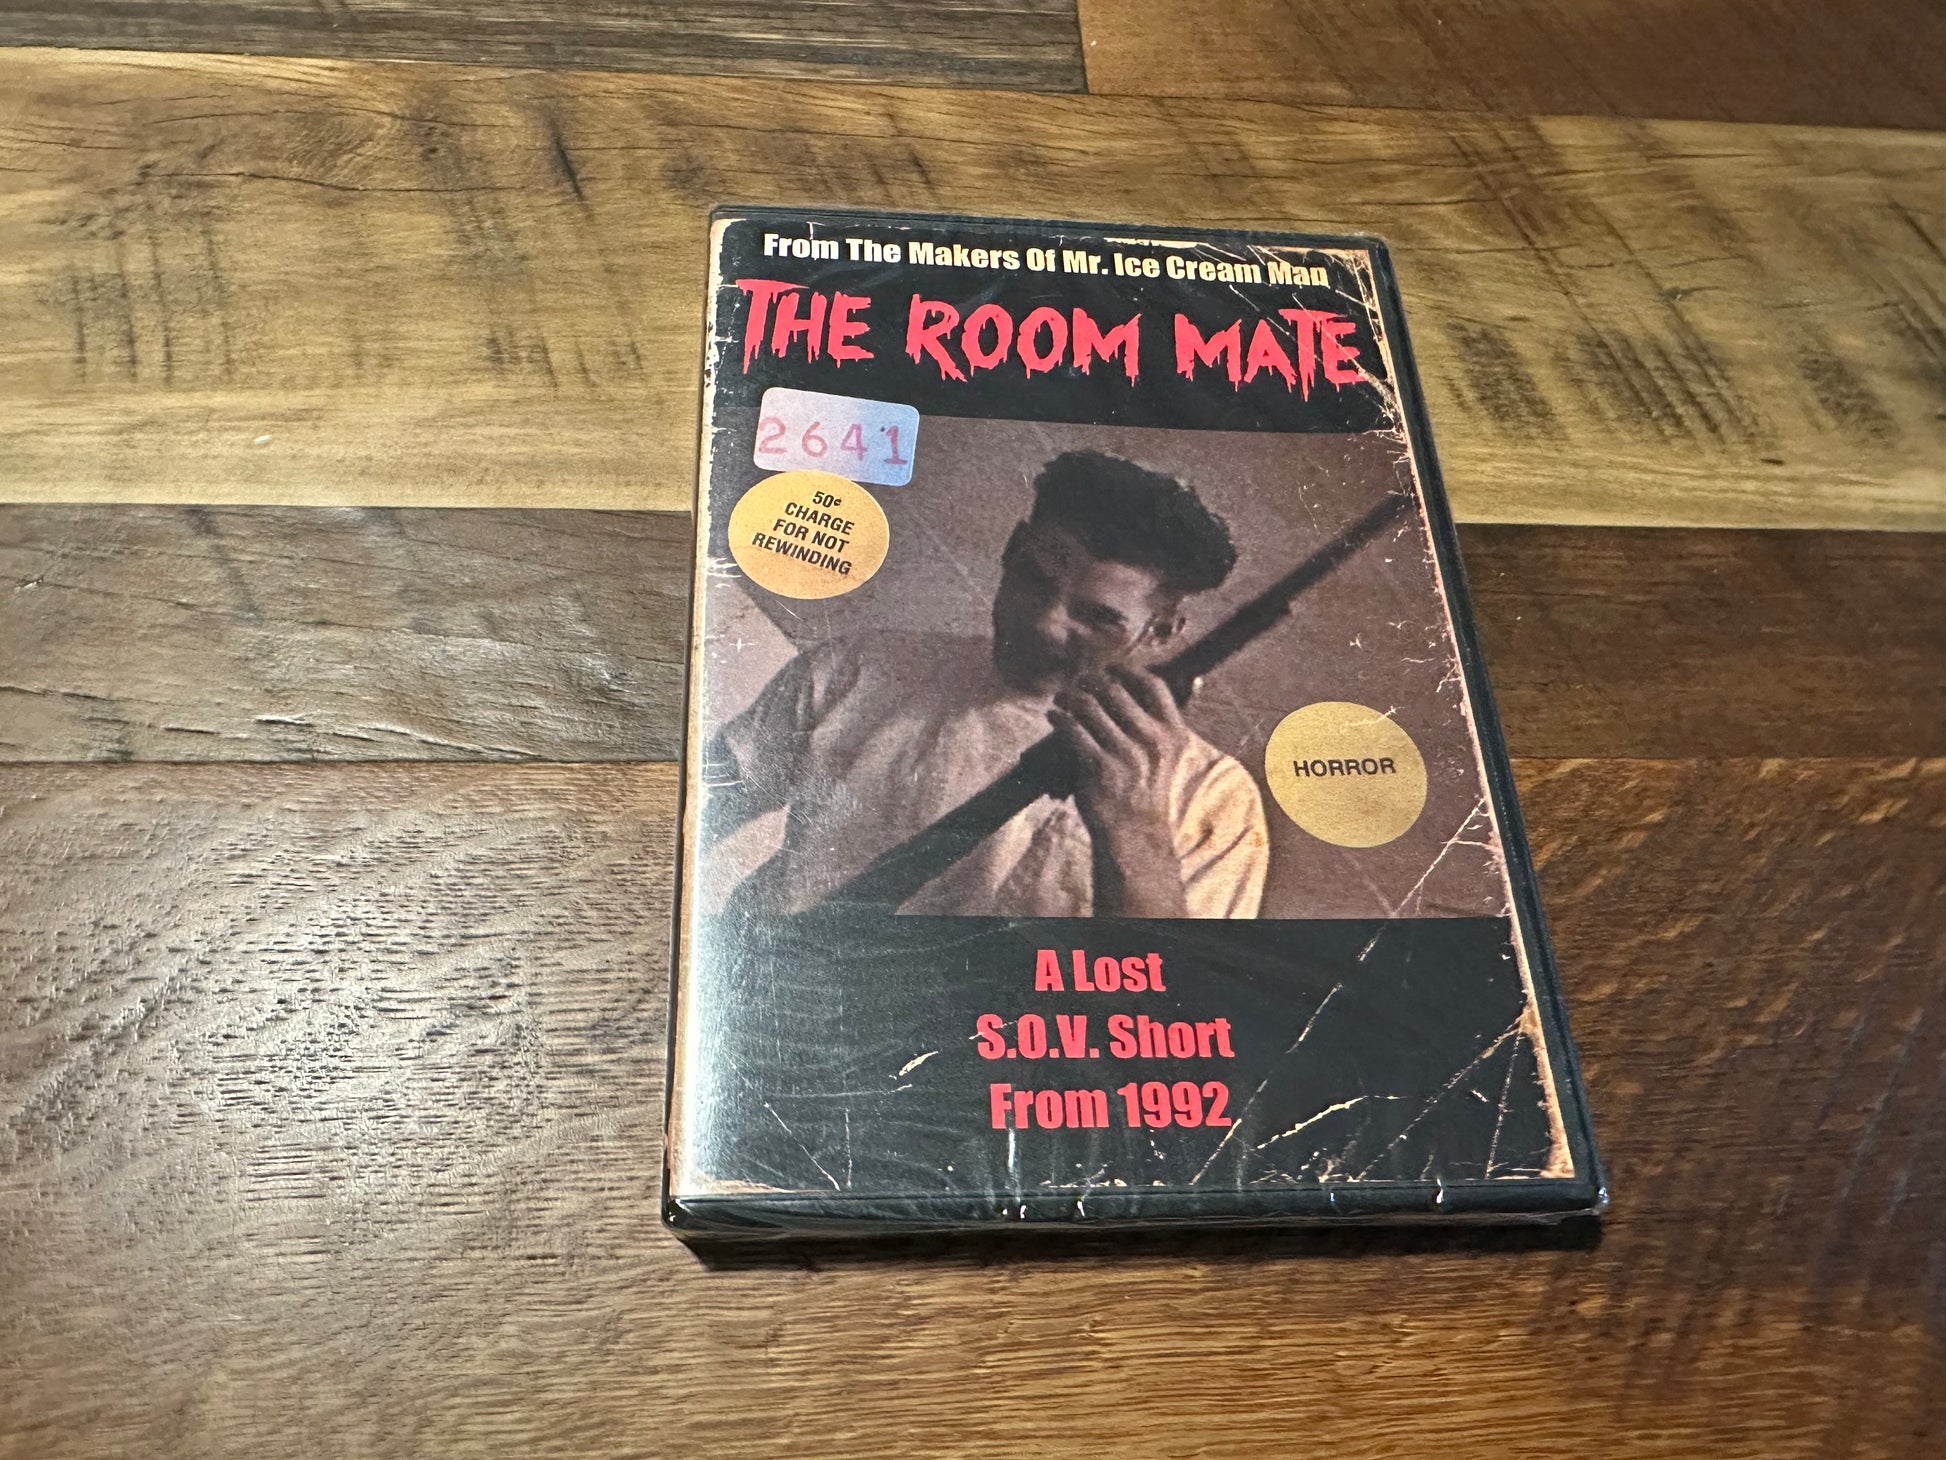 From The Makers Of Mr. Ice Cream Man
THE ROOM MATE
2641
50¢
CHARGE
FOR NOT
REWINDING
HORROR
A Lost
S.O.V. Short
From 1992